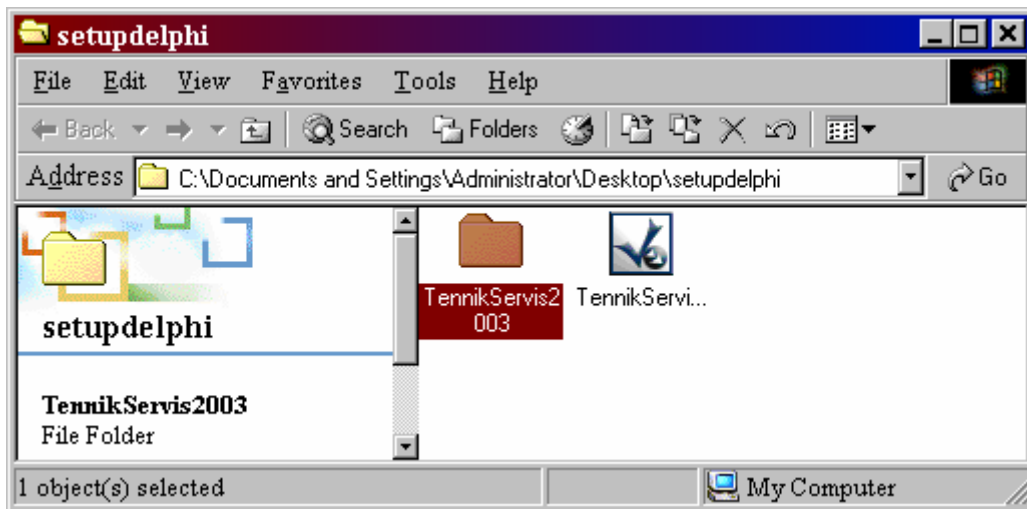 setupdelphi
File Edit View Favorites Tools Help
Back Search Folders
Address C:\Documents and Settings\Administrator\Desktop\setupdelphi Go
setupdelphi
TennikServis2003
File Folder
TennikServis2
003
TennikServi...
1 object(s) selected My Computer